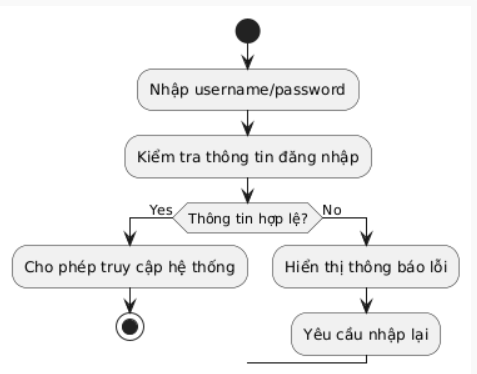 Nhập username/password
Kiểm tra thông tin đăng nhập
Yes
Thông tin hợp lệ?
No
Cho phép truy cập hệ thống
Hiển thị thông báo lỗi
Yêu cầu nhập lại